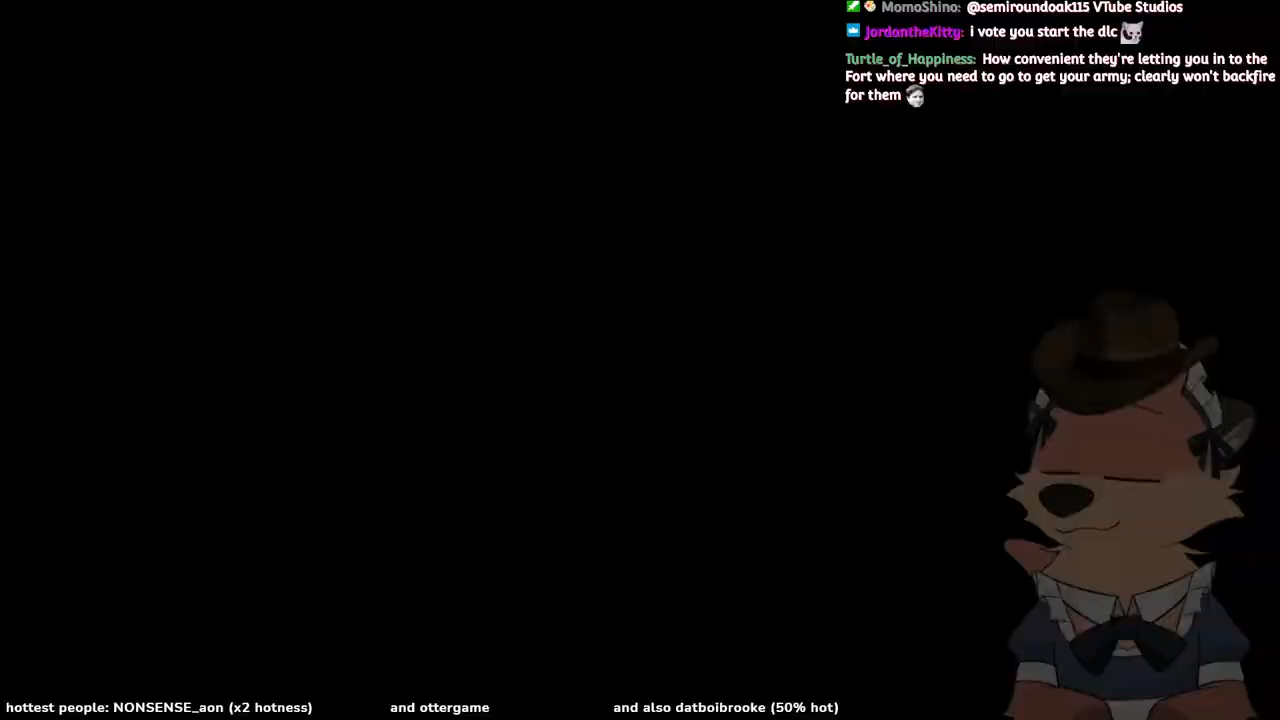 MomoShino: @semiroundoak115 VTube Studios
JordantheKitty: i vote you start the dlc
Turtle_of_Happiness: How convenient they're letting you in to the
Fort where you need to go to get your army; clearly won't backfire
for them
hottest people: NONSENSE_aon (x2 hotness) and ottergame and also datboibrooke (50% hot)